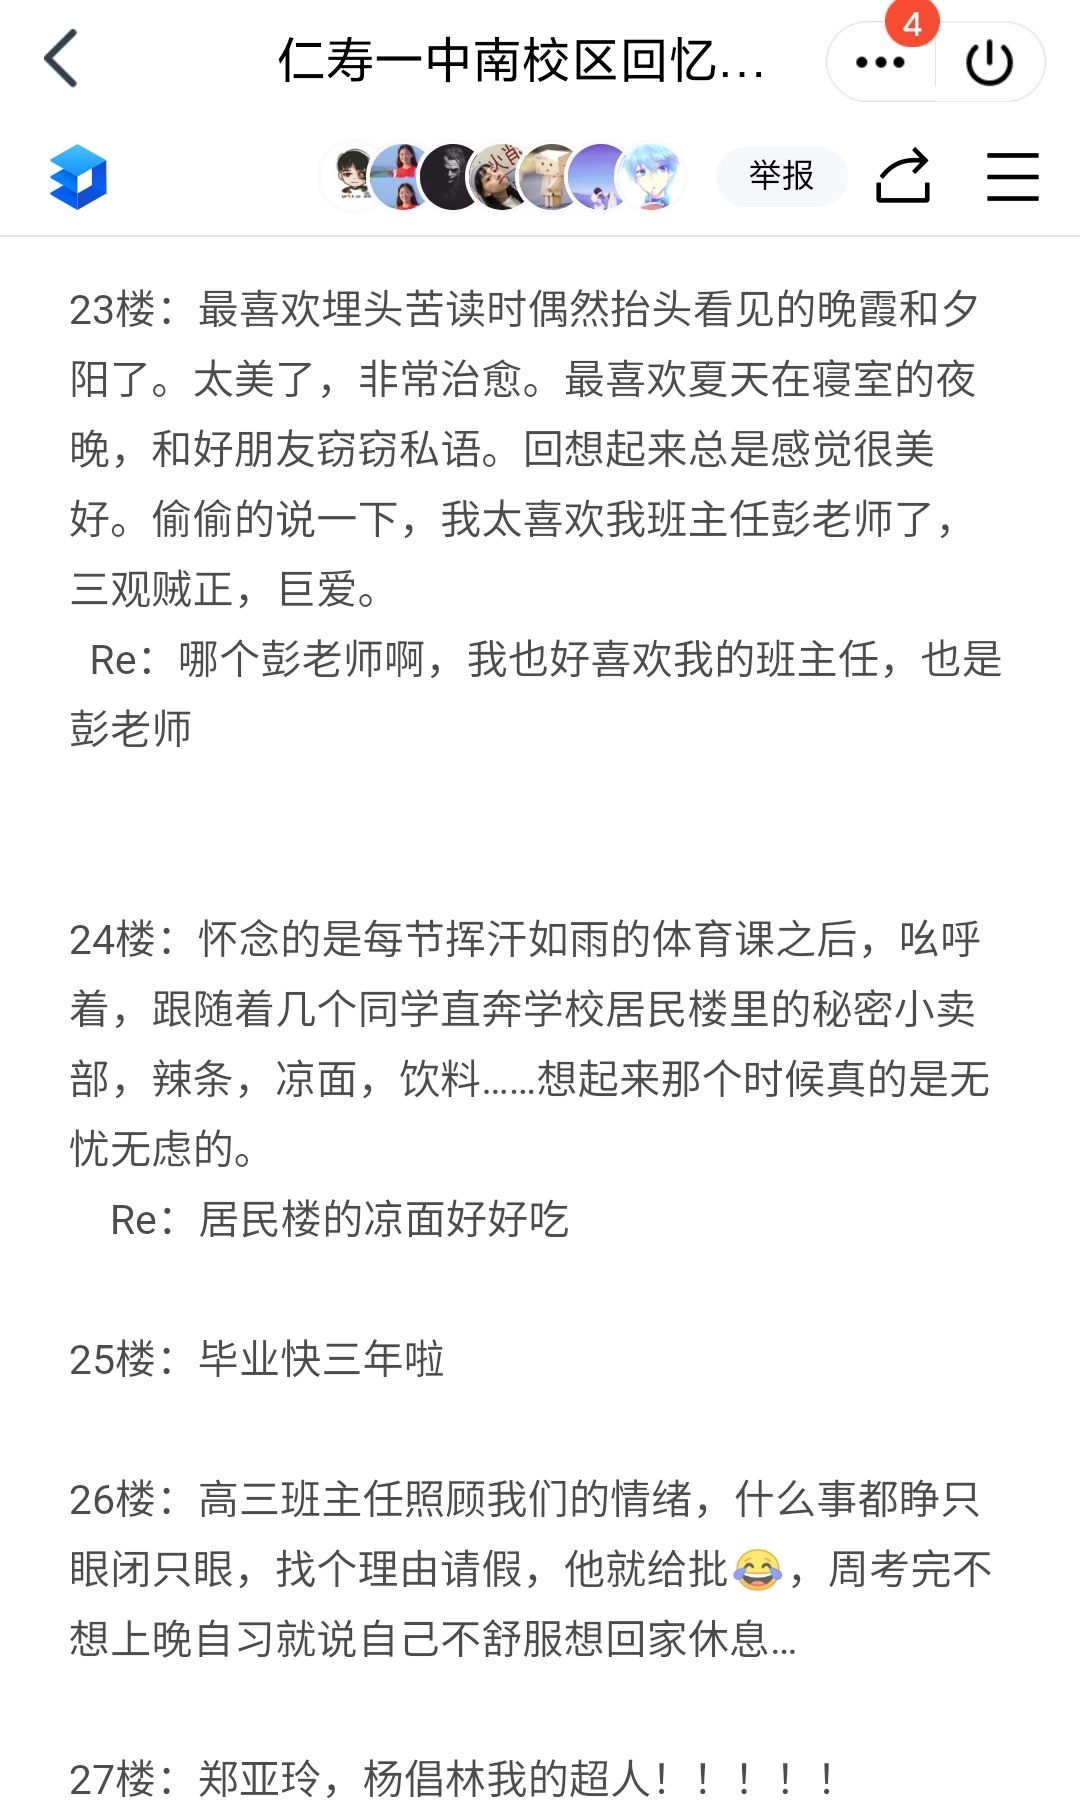 仁寿一中南校区回忆...
4
举报
23楼：最喜欢埋头苦读时偶然抬头看见的晚霞和夕
阳了。太美了，非常治愈。最喜欢夏天在寝室的夜
晚，和好朋友窃窃私语。回想起来总是感觉很美
好。偷偷的说一下，我太喜欢我班主任彭老师了，
三观贼正，巨爱。
Re：哪个彭老师啊，我也好喜欢我的班主任，也是
彭老师
24楼：怀念的是每节挥汗如雨的体育课之后，吆呼
着，跟随着几个同学直奔学校居民楼里的秘密小卖
部，辣条，凉面，饮料......想起来那个时候真的是无
忧无虑的。
Re：居民楼的凉面好好吃
25楼：毕业快三年啦
26楼：高三班主任照顾我们的情绪，什么事都睁只
眼闭只眼，找个理由请假，他就给批😂，周考完不
想上晚自习就说自己不舒服想回家休息...
27楼：郑亚玲，杨倡林我的超人！！！！！